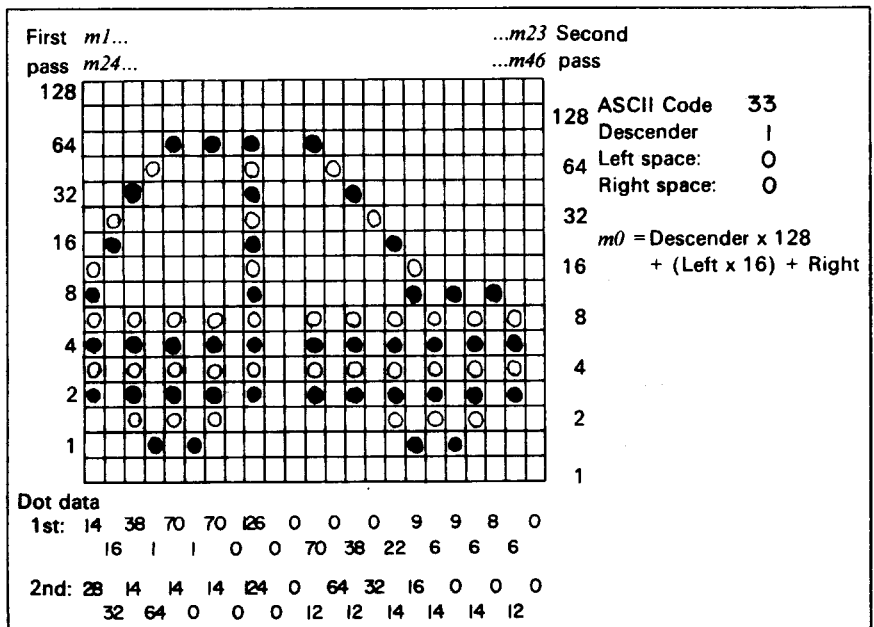 First m1... ...m23 Second
pass m24... ...m46 pass
128
128 ASCII Code 33
64 Descender 1
64 Left space: 0
32 Right space: 0
32
16 m0 = Descender x 128
16 + (Left x 16) + Right
8
8
4
4
2
2
1
1
Dot data
1st: 14 38 70 70 126 0 0 0 9 9 8 0
16 1 1 0 0 70 38 22 6 6 6
2nd: 28 14 14 14 124 0 64 32 16 0 0 0
32 64 0 0 0 12 12 14 14 14 12